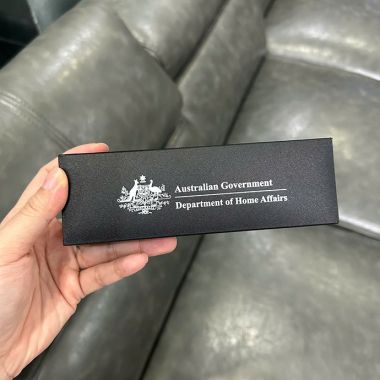 Australian Government
Department of Home Affairs